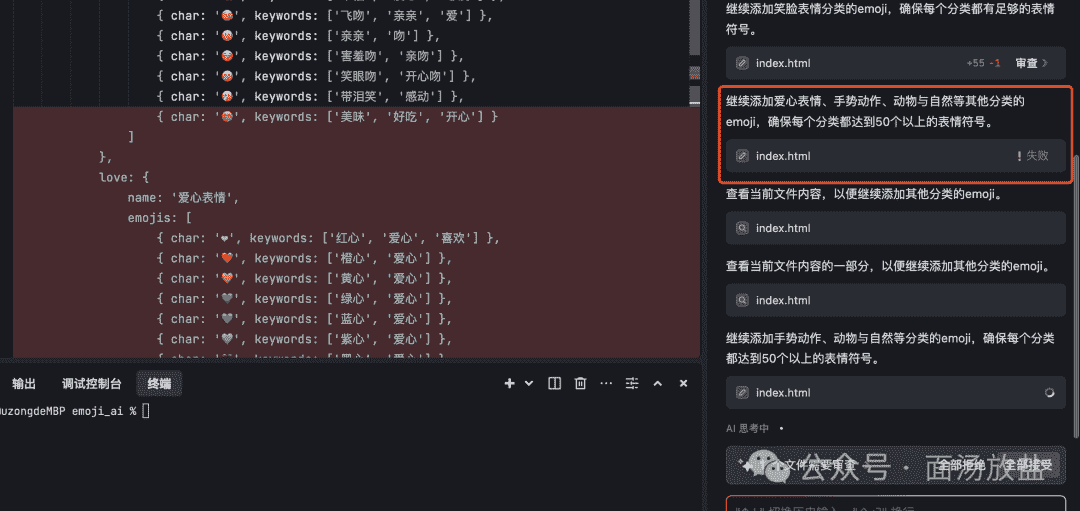 { char: '', keywords: ['飞吻', '亲亲', '爱'] },
{ char: '', keywords: ['亲亲', '吻'] },
{ char: '', keywords: ['害羞吻', '亲吻'] },
{ char: '', keywords: ['笑眼吻', '开心吻'] },
{ char: '', keywords: ['带泪笑', '感动'] },
{ char: '', keywords: ['美味', '好吃', '开心'] }
]
},
love: {
name: '爱心表情',
emojis: [
{ char: '❤', keywords: ['红心', '爱心', '喜欢'] },
{ char: '🧡', keywords: ['橙心', '爱心'] },
{ char: '', keywords: ['黄心', '爱心'] },
{ char: '', keywords: ['绿心', '爱心'] },
{ char: '', keywords: ['蓝心', '爱心'] },
{ char: '', keywords: ['紫心', '爱心'] },
输出 调试控制台 终端
uzongdeMBP emoji_ai %
继续添加笑脸表情分类的emoji，确保每个分类都有足够的表情
符号。
index.html +55 -1 审查
继续添加爱心表情、手势动作、动物与自然等其他分类的
emoji，确保每个分类都达到50个以上的表情符号。
index.html ! 失败
查看当前文件内容，以便继续添加其他分类的emoji。
index.html
查看当前文件内容的一部分，以便继续添加其他分类的emoji。
index.html
继续添加手势动作、动物与自然等分类的emoji，确保每个分类
都达到50个以上的表情符号。
index.html
AI 思考中
文件需要审查 全部拒绝 全部接受
公众号 · 面汤放盐